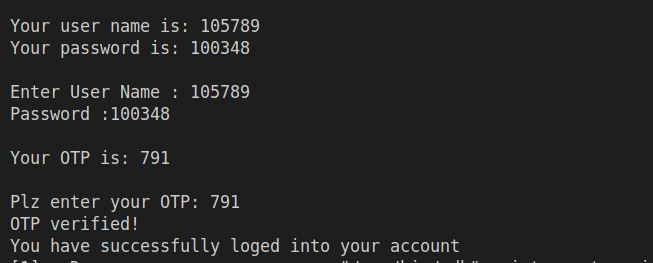 Your user name is: 105789
Your password is: 100348
Enter User Name : 105789
Password :100348
Your OTP is: 791
Plz enter your OTP: 791
OTP verified!
You have successfully loged into your account